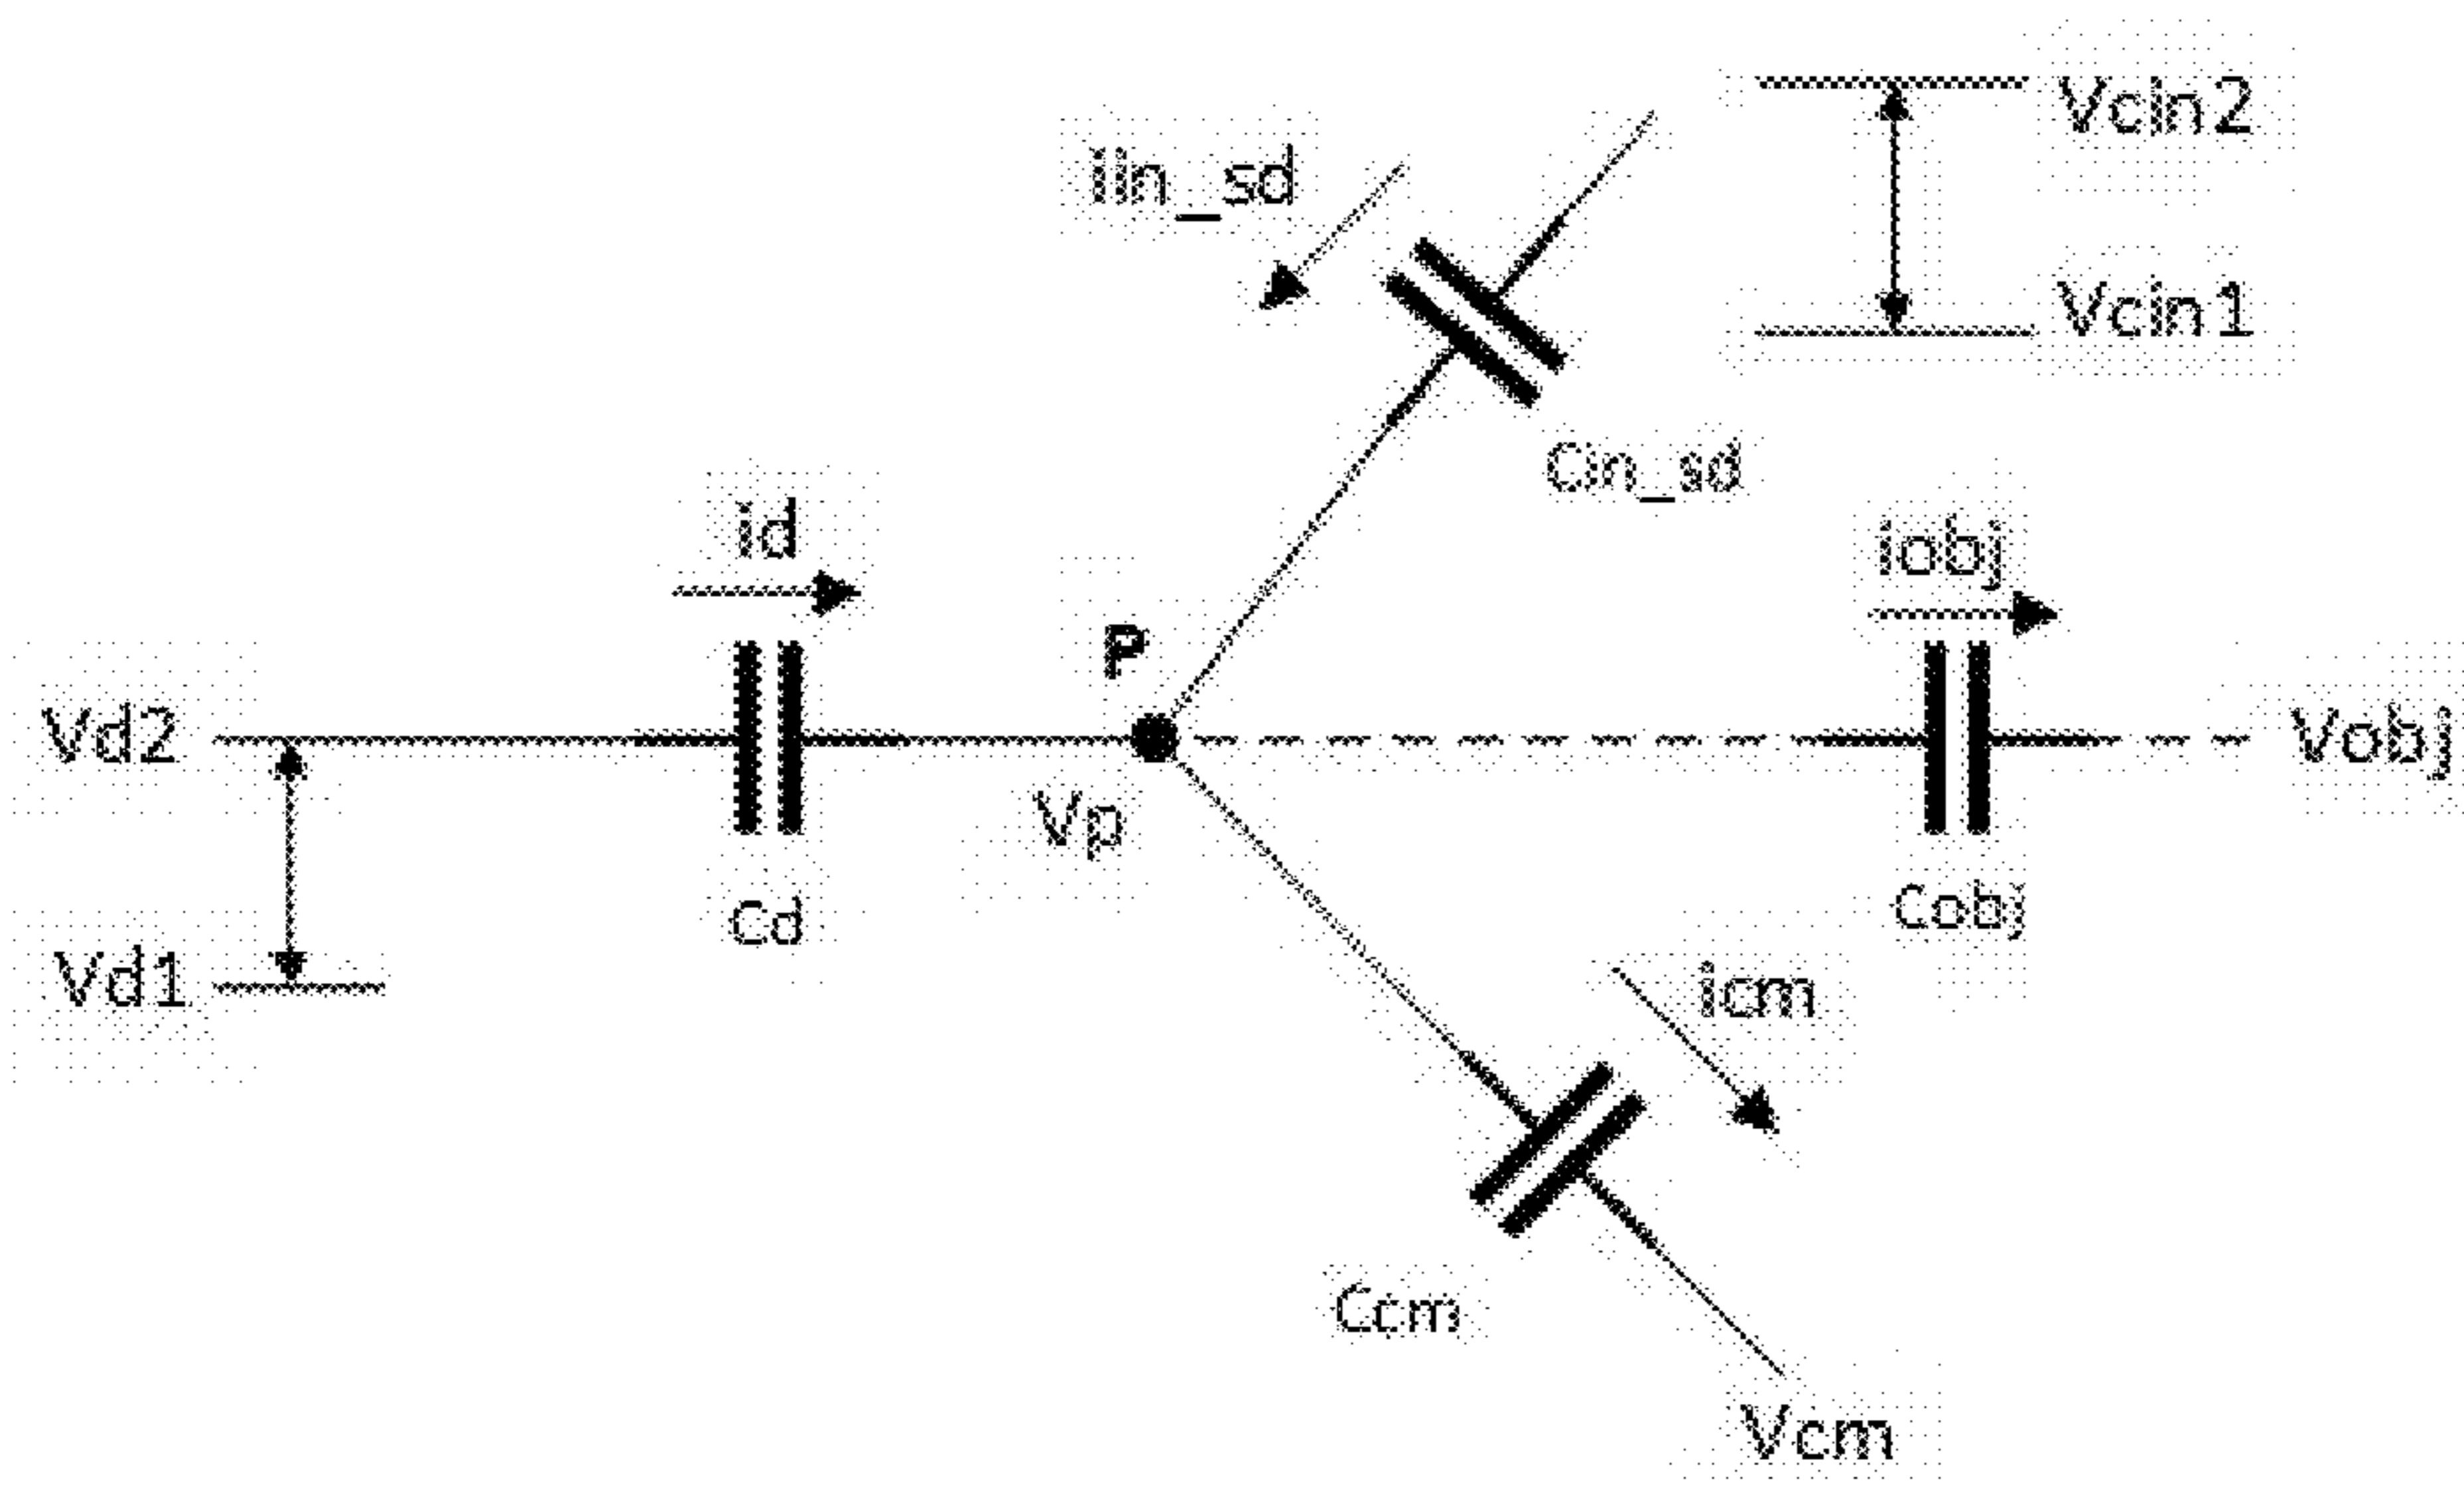 Vcin2
iin_sd
Vcin1
Cin_sd
id
iobj
P
Vd2
Vobj
Vp
Cd
Cobj
Vd1
icm
Ccm
Vcm